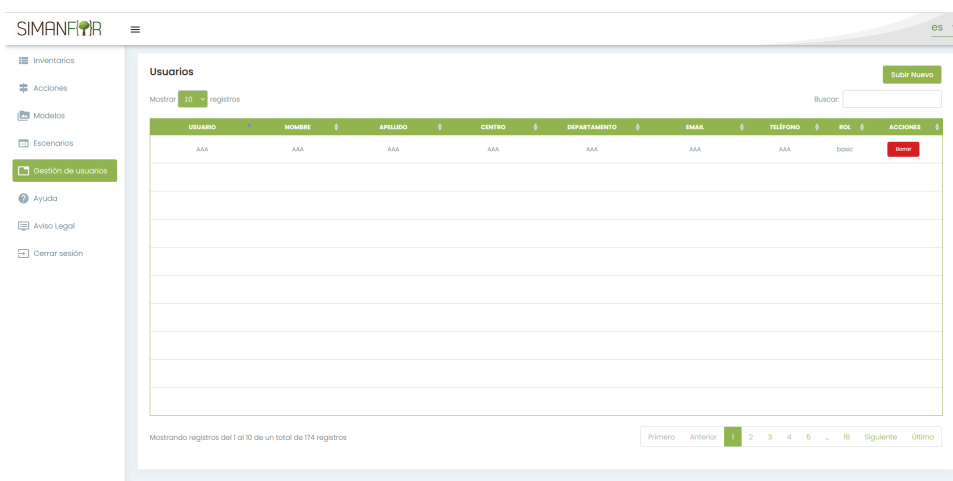 SIMANFOR
es
Inventarios
Acciones
Modelos
Escenarios
Gestión de usuarios
Ayuda
Aviso Legal
Cerrar sesión
Usuarios
Subir Nuevo
Mostrar 10 registros
Buscar:
USUARIO NOMBRE APELLIDO CENTRO DEPARTAMENTO EMAIL TELÉFONO ROL ACCIONES
AAA AAA AAA AAA AAA AAA AAA basic Borrar
Mostrando registros del 1 al 10 de un total de 174 registros
Primero Anterior 1 2 3 4 5 … 18 Siguiente Último